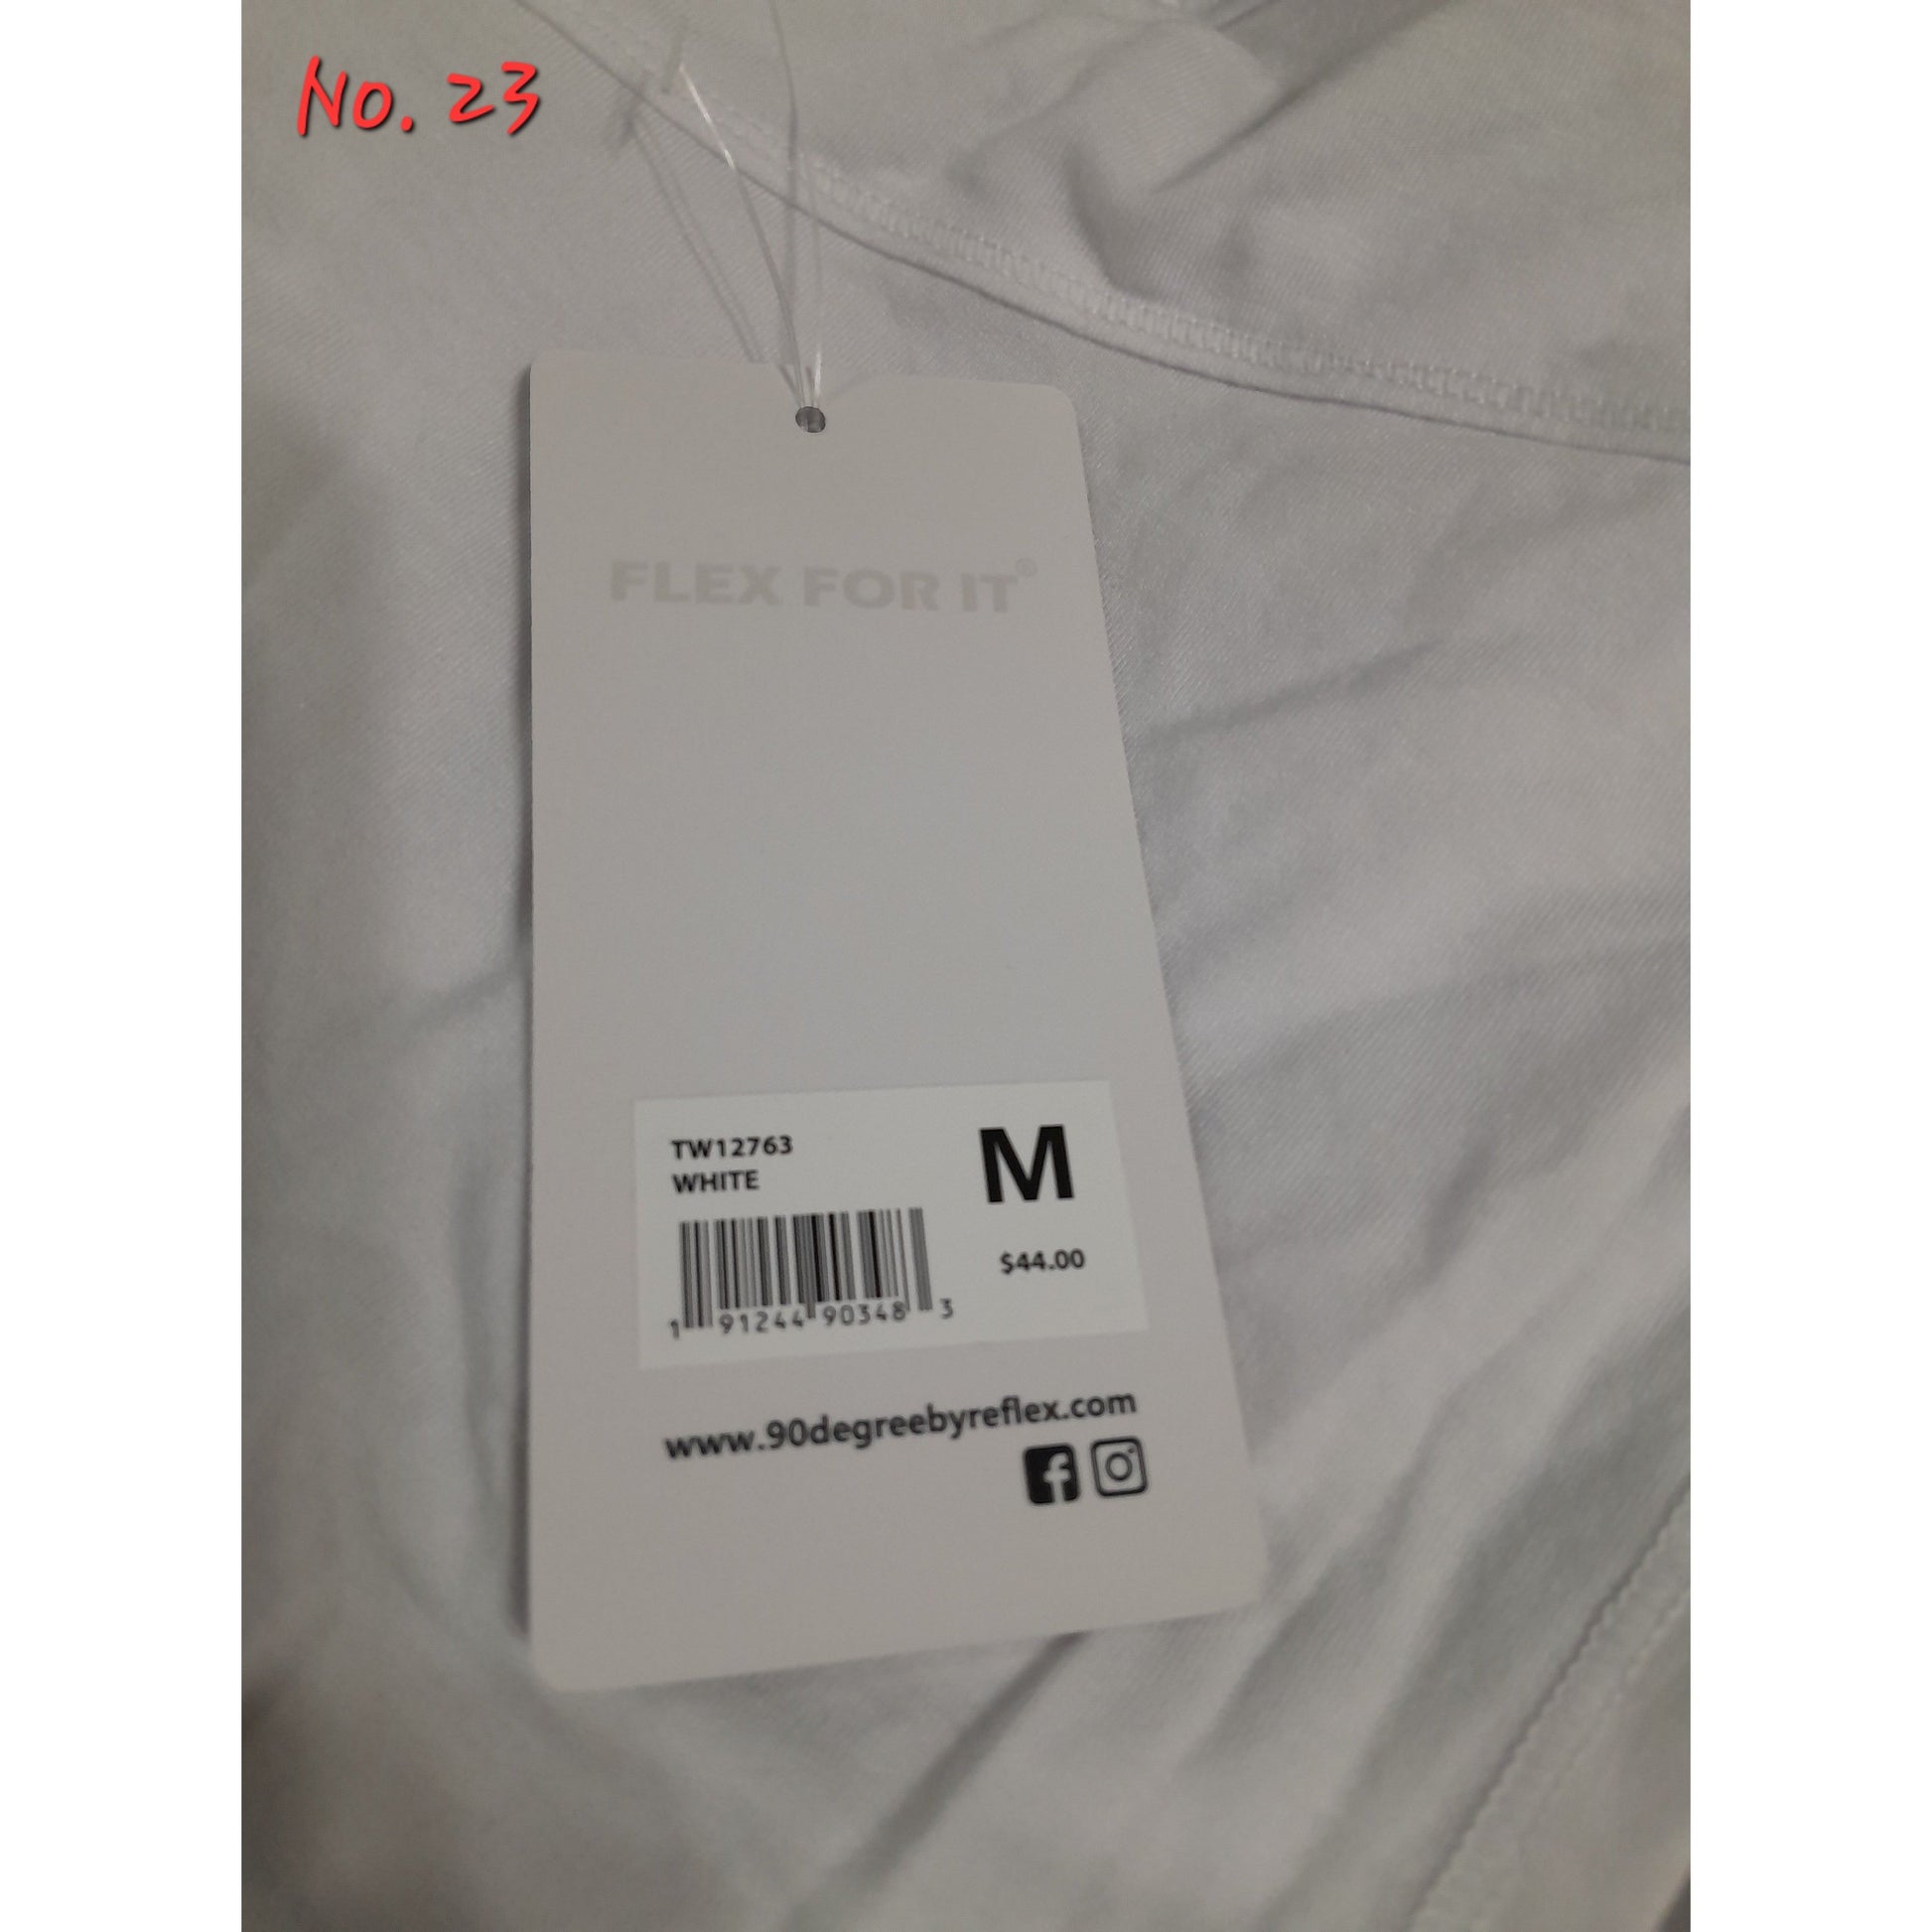 No. 23
FLEX FOR IT®
TW12763
WHITE
M
$44.00
1 91244 90348 3
www.90degreebyreflex.com